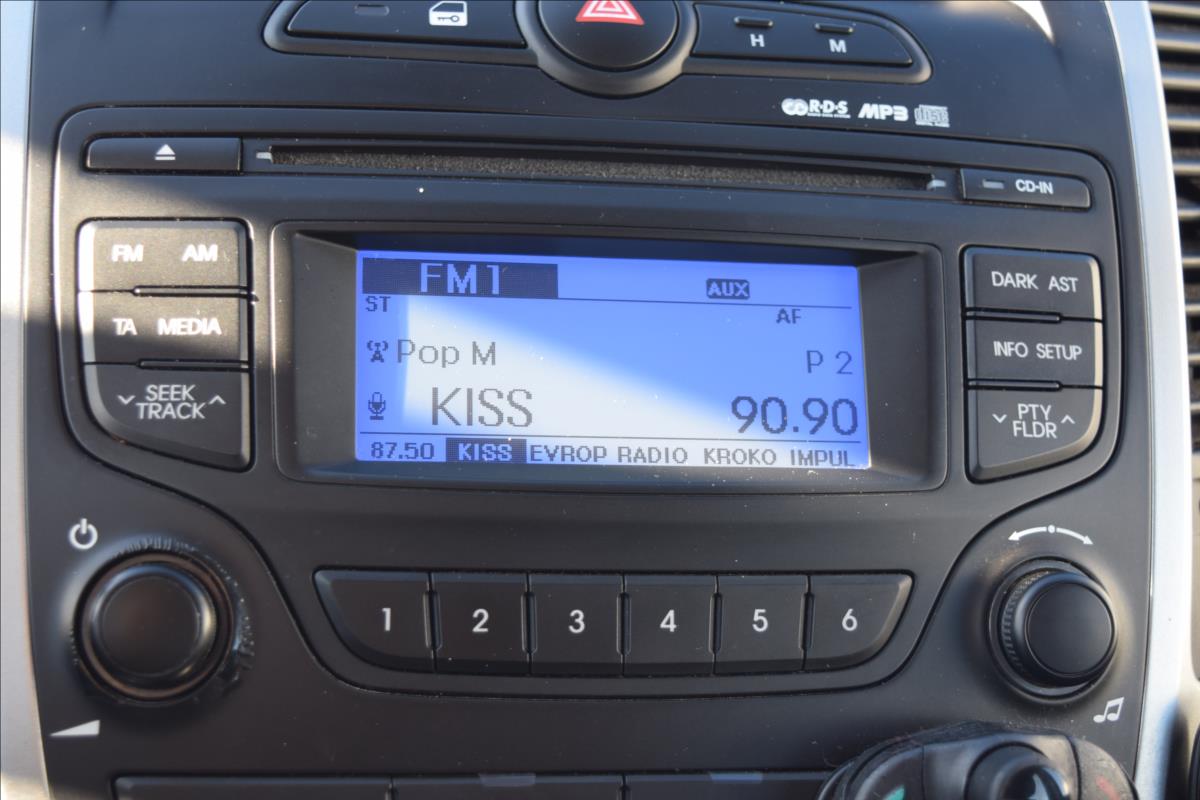 H M
R·D·S MP3 disc
CD-IN
FM AM
TA MEDIA
SEEK
TRACK
FM1 AUX
ST AF
Pop M P 2
KISS 90.90
87.50 KISS EVROP RADIO KROKO IMPUL
DARK AST
INFO SETUP
PTY
FLDR
1 2 3 4 5 6